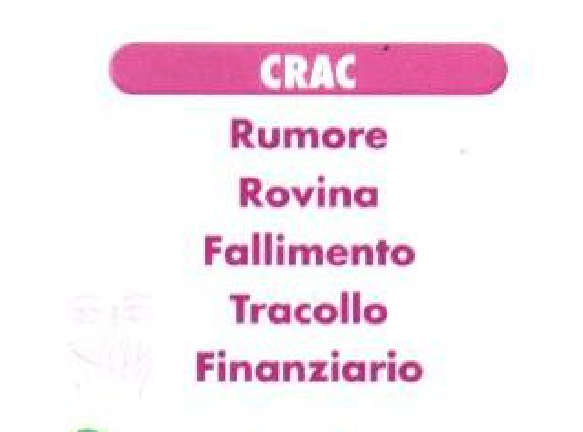 CRAC
Rumore
Rovina
Fallimento
Tracollo
Finanziario